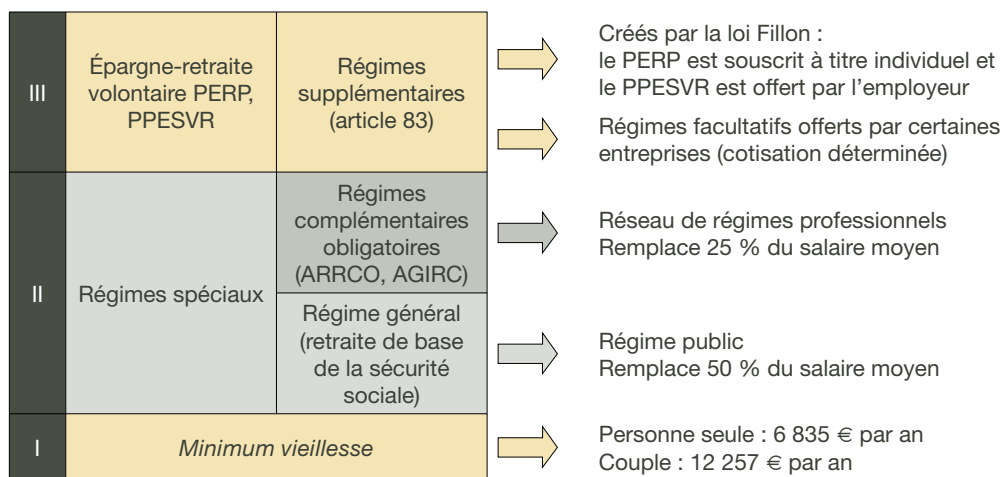 III
Épargne-retraite
volontaire PERP,
PPESVR
Régimes
supplémentaires
(article 83)
Créés par la loi Fillon :
le PERP est souscrit à titre individuel et
le PPESVR est offert par l'employeur
Régimes facultatifs offerts par certaines
entreprises (cotisation déterminée)
II
Régimes spéciaux
Régimes
complémentaires
obligatoires
(ARRCO, AGIRC)
Réseau de régimes professionnels
Remplace 25 % du salaire moyen
Régime général
(retraite de base
de la sécurité
sociale)
Régime public
Remplace 50 % du salaire moyen
I
Minimum vieillesse
Personne seule : 6 835 € par an
Couple : 12 257 € par an